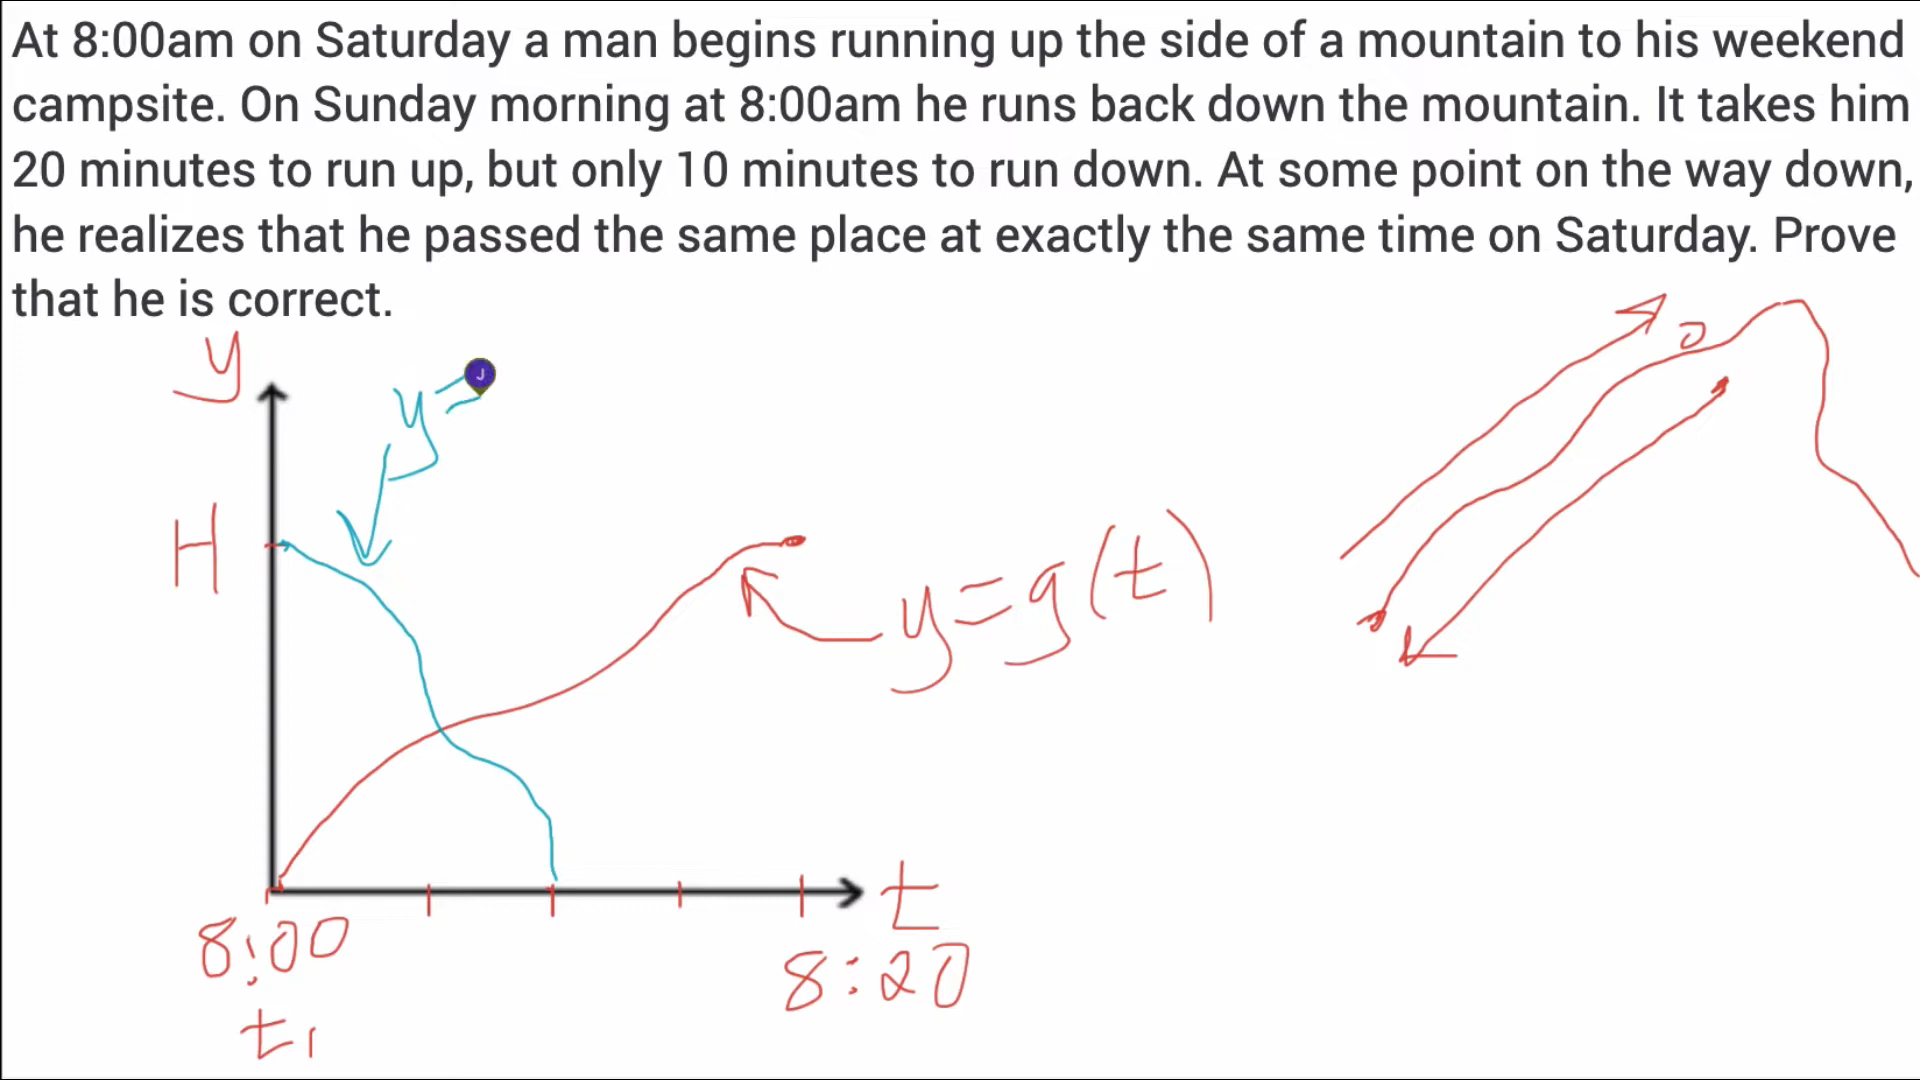 At 8:00am on Saturday a man begins running up the side of a mountain to his weekend
campsite. On Sunday morning at 8:00am he runs back down the mountain. It takes him
20 minutes to run up, but only 10 minutes to run down. At some point on the way down,
he realizes that he passed the same place at exactly the same time on Saturday. Prove
that he is correct.
y
y =
J
H
y=g(t)
t
8:00
8:20
t₁